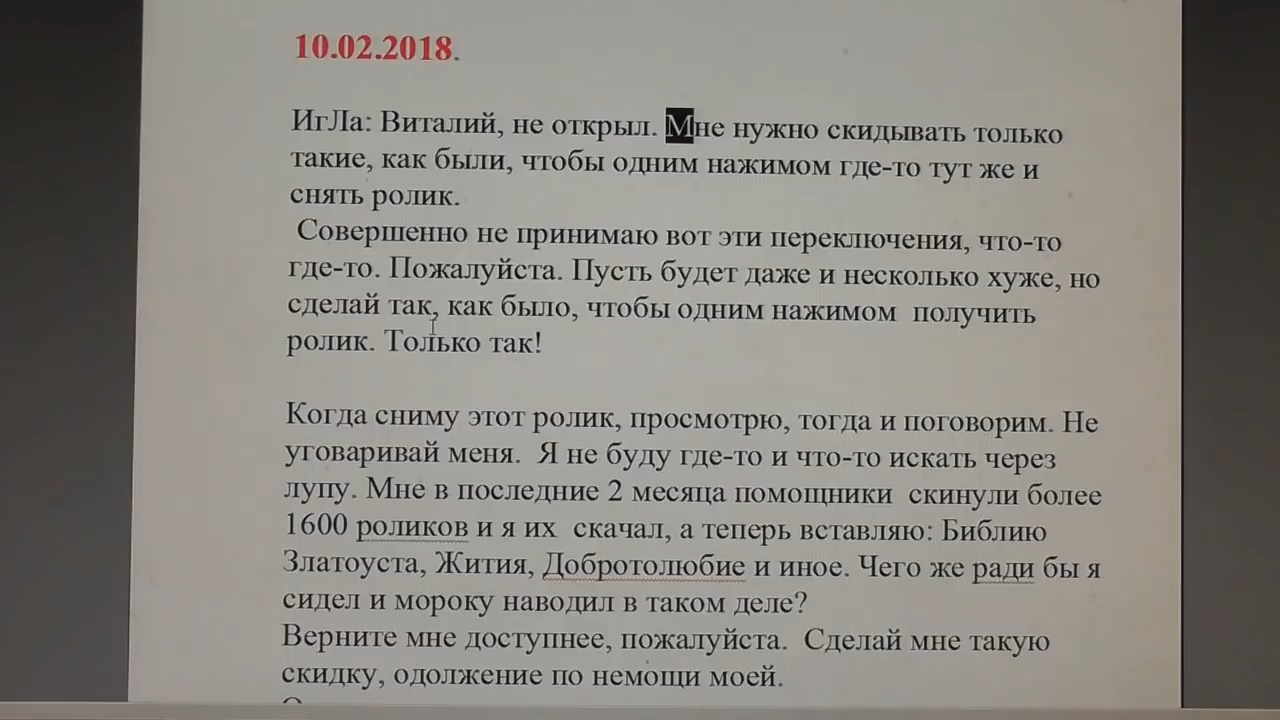 10.02.2018.
ИгЛа: Виталий, не открыл. Мне нужно скидывать только
такие, как были, чтобы одним нажимом где-то тут же и
снять ролик.
Совершенно не принимаю вот эти переключения, что-то
где-то. Пожалуйста. Пусть будет даже и несколько хуже, но
сделай так, как было, чтобы одним нажимом получить
ролик. Только так!
Когда сниму этот ролик, просмотрю, тогда и поговорим. Не
уговаривай меня. Я не буду где-то и что-то искать через
лупу. Мне в последние 2 месяца помощники скинули более
1600 роликов и я их скачал, а теперь вставляю: Библию
Златоуста, Жития, Добротолюбие и иное. Чего же ради бы я
сидел и мороку наводил в таком деле?
Верните мне доступнее, пожалуйста. Сделай мне такую
скидку, одолжение по немощи моей.